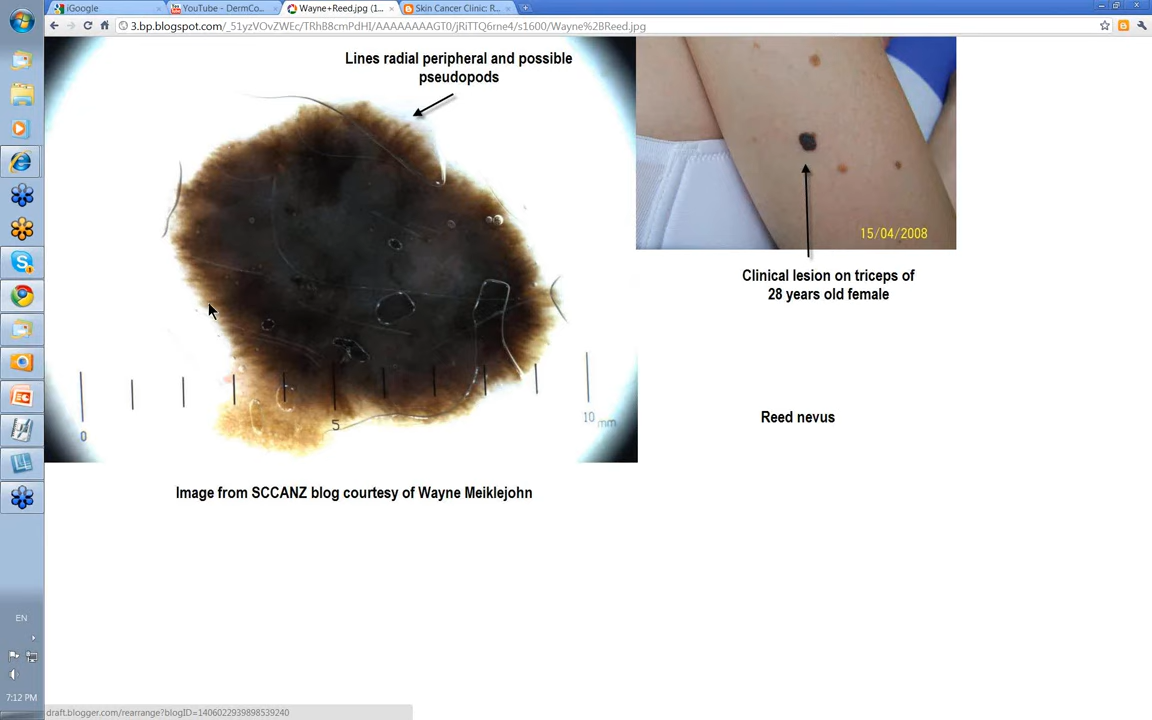 iGoogle
YouTube - DermCo...
Wayne+Reed.jpg (1...
Skin Cancer Clinic: R...
3.bp.blogspot.com/_51yzVOvZWEc/TRhB8cmPdHI/AAAAAAAAGT0/jRiTTQ6rne4/s1600/Wayne%2BReed.jpg
Lines radial peripheral and possible
pseudopods
15/04/2008
Clinical lesion on triceps of
28 years old female
Reed nevus
0
5
10 mm
Image from SCCANZ blog courtesy of Wayne Meiklejohn
EN
7:12 PM
draft.blogger.com/rearrange?blogID=1406022939898539240